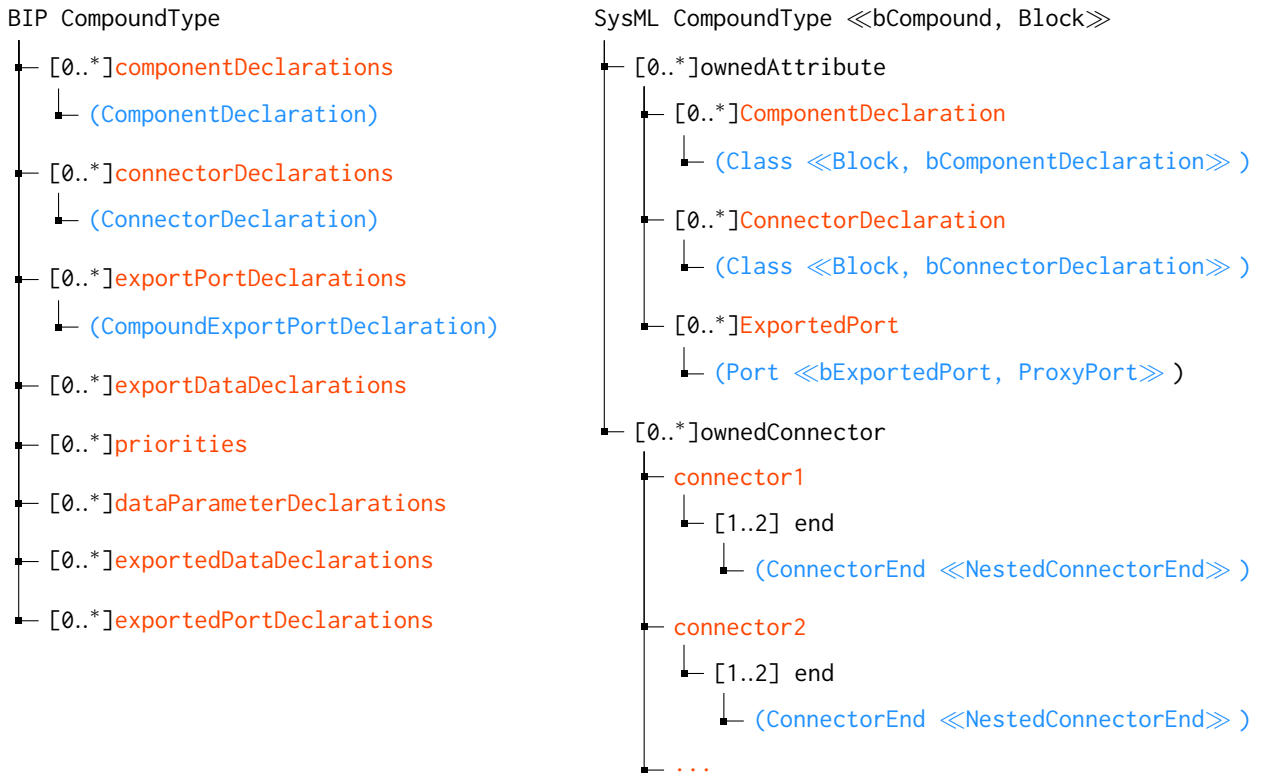 BIP CompoundType
[0..*]componentDeclarations
(ComponentDeclaration)
[0..*]connectorDeclarations
(ConnectorDeclaration)
[0..*]exportPortDeclarations
(CompoundExportPortDeclaration)
[0..*]exportDataDeclarations
[0..*]priorities
[0..*]dataParameterDeclarations
[0..*]exportedDataDeclarations
[0..*]exportedPortDeclarations
SysML CompoundType ≪bCompound, Block≫
[0..*]ownedAttribute
[0..*]ComponentDeclaration
(Class ≪Block, bComponentDeclaration≫ )
[0..*]ConnectorDeclaration
(Class ≪Block, bConnectorDeclaration≫ )
[0..*]ExportedPort
(Port ≪bExportedPort, ProxyPort≫ )
[0..*]ownedConnector
connector1
[1..2] end
(ConnectorEnd ≪NestedConnectorEnd≫ )
connector2
[1..2] end
(ConnectorEnd ≪NestedConnectorEnd≫ )
...